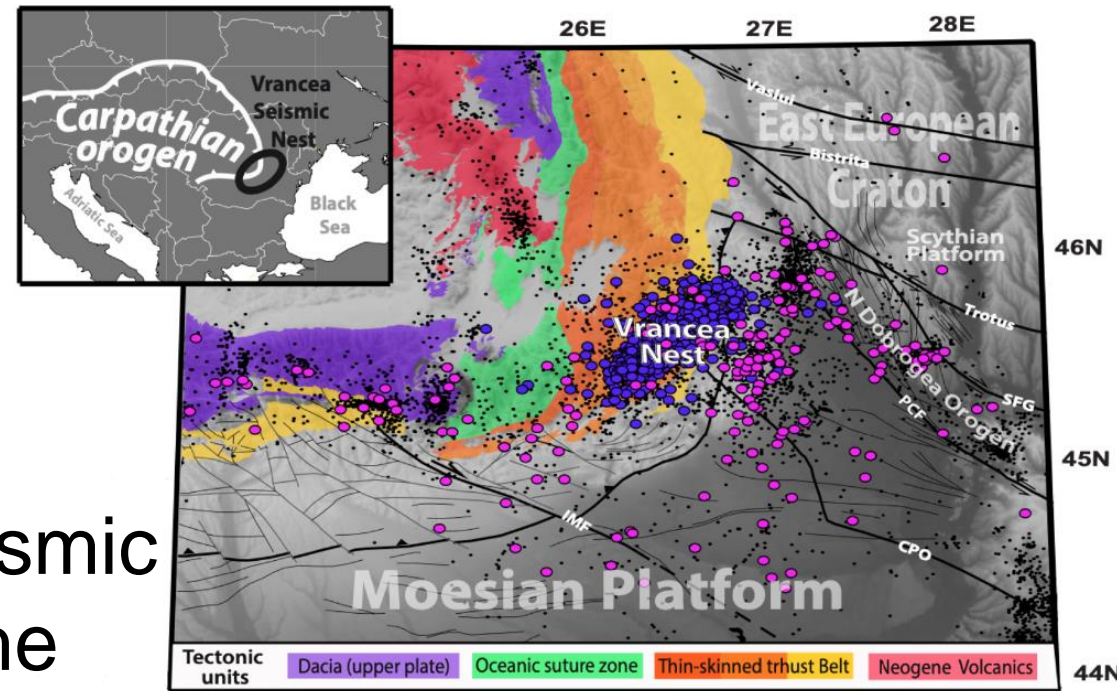 26E 27E 28E
Vrancea
Seismic
Nest
Carpathian
orogen
Adriatic Sea
Black
Sea
Vaslui
East European
Bistrita
Craton
Scythian
Platform
46N
Trotus
N Dobrogea Orogen
Vrancea
Nest
SFG
PCF
45N
IMF
CPO
smic
Moesian Platform
ne
Tectonic
units
Dacia (upper plate)
Oceanic suture zone
Thin-skinned trhust Belt
Neogene Volcanics
44N